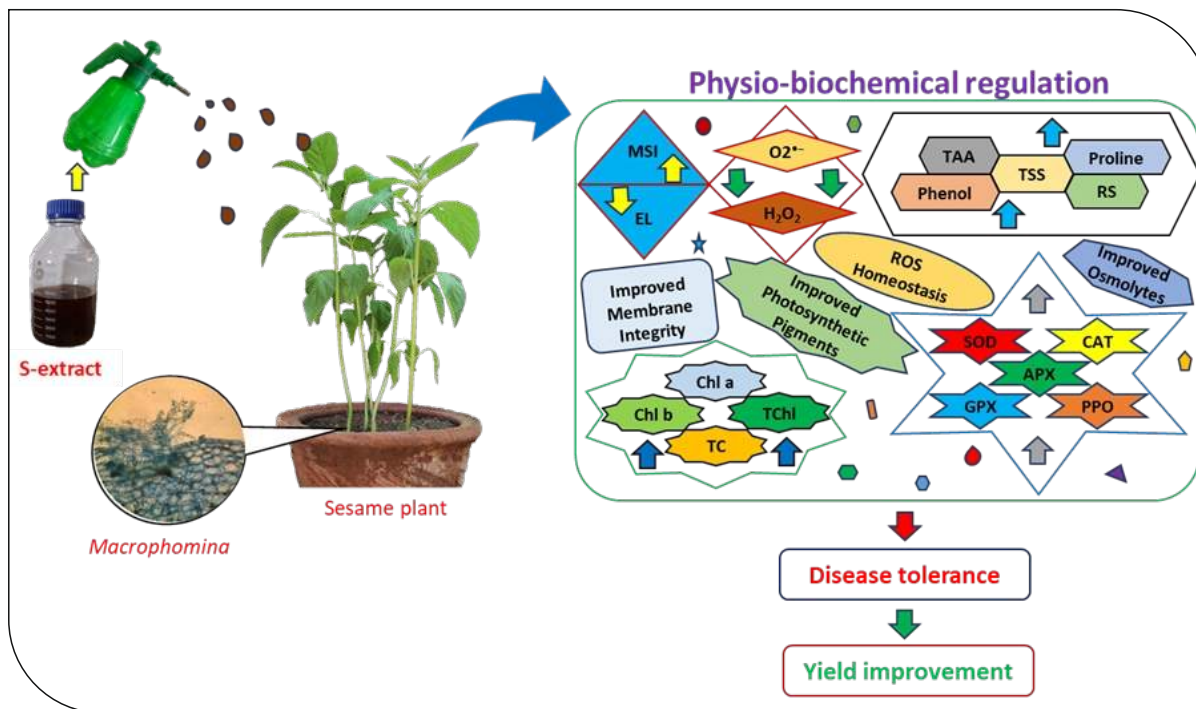 Physio-biochemical regulation
MSI
EL
O2•−
H₂O₂
TAA
Phenol
TSS
Proline
RS
S-extract
Macrophomina
Sesame plant
Improved
Membrane
Integrity
Improved
Photosynthetic
Pigments
ROS
Homeostasis
Improved
Osmolytes
Chl a
Chl b
TChl
TC
SOD
CAT
APX
GPX
PPO
Disease tolerance
Yield improvement